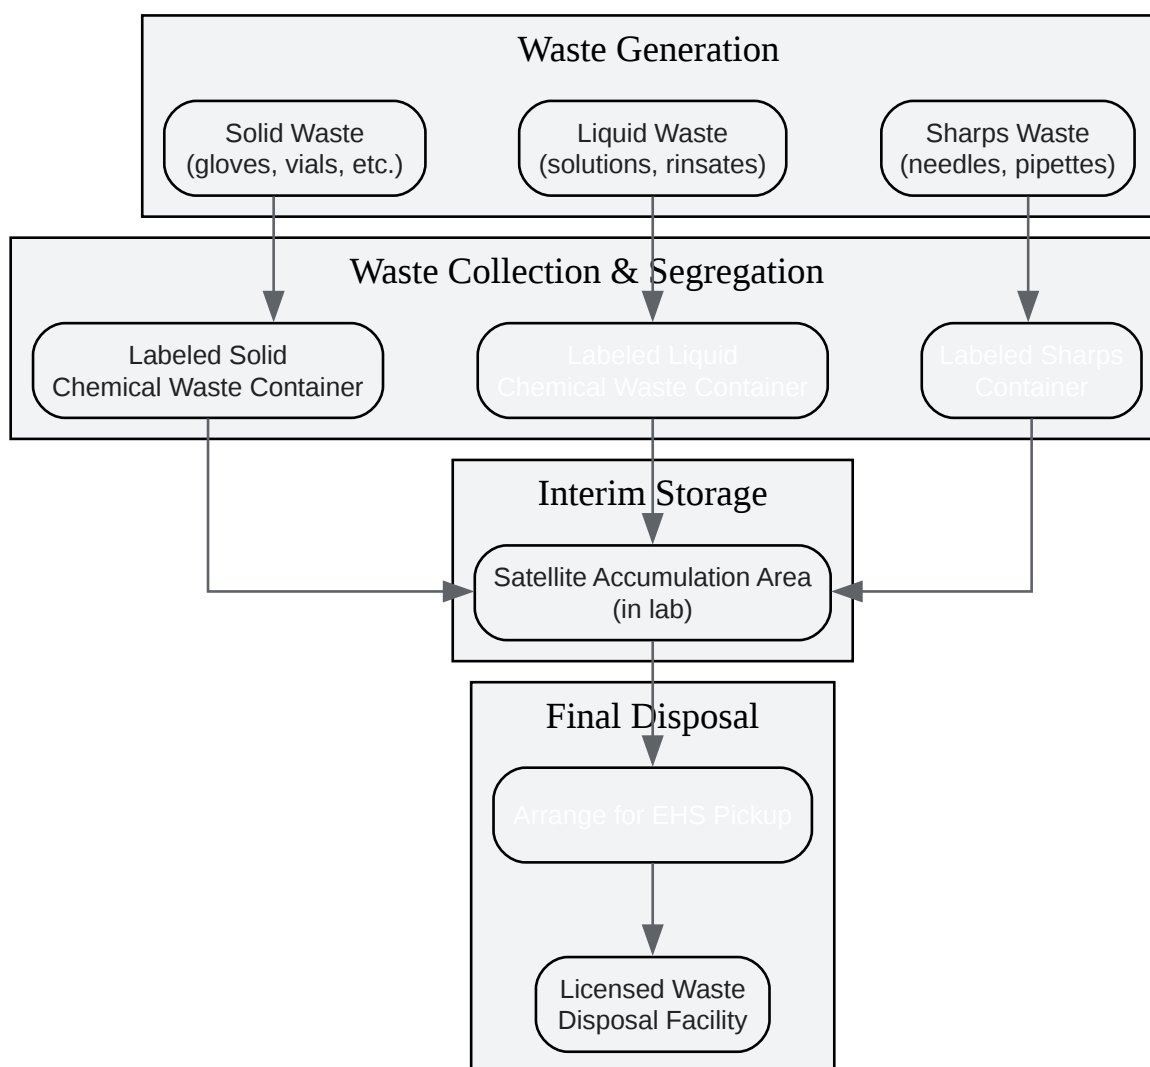 Waste Generation
Solid Waste
(gloves, vials, etc.)
Liquid Waste
(solutions, rinsates)
Sharps Waste
(needles, pipettes)
Waste Collection & Segregation
Labeled Solid
Chemical Waste Container
Labeled Liquid
Chemical Waste Container
Labeled Sharps
Container
Interim Storage
Satellite Accumulation Area
(in lab)
Final Disposal
Arrange for EHS Pickup
Licensed Waste
Disposal Facility